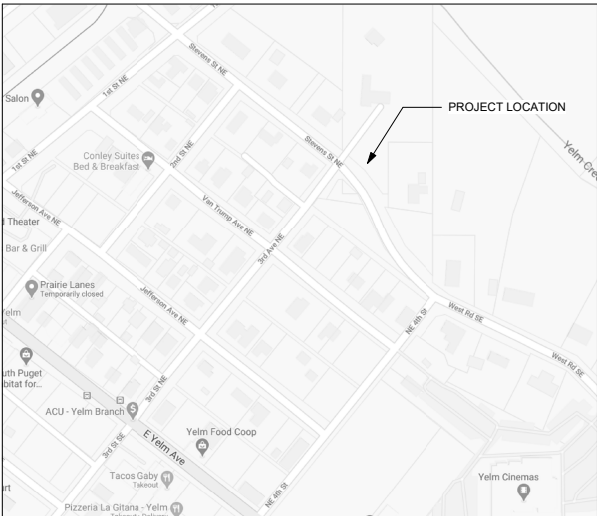 Stevens St NE
1st St NE
Salon
PROJECT LOCATION
Stevens St NE
Yelm Cre
2nd St NE
Conley Suites
Bed & Breakfast
1st St NE
Jefferson Ave NE
Van Trump Ave NE
3rd Ave NE
Theater
Bar & Grill
Prairie Lanes
Temporarily closed
Jefferson Ave NE
NE 4th St
West Rd SE
West Rd SE
Yelm
uth Puget
bitat for...
3rd St NE
ACU - Yelm Branch
$
E Yelm Ave
Yelm Food Coop
3rd St SE
Tacos Gaby
Takeout
Yelm Cinemas
NE 4th St
Pizzeria La Gitana - Yelm